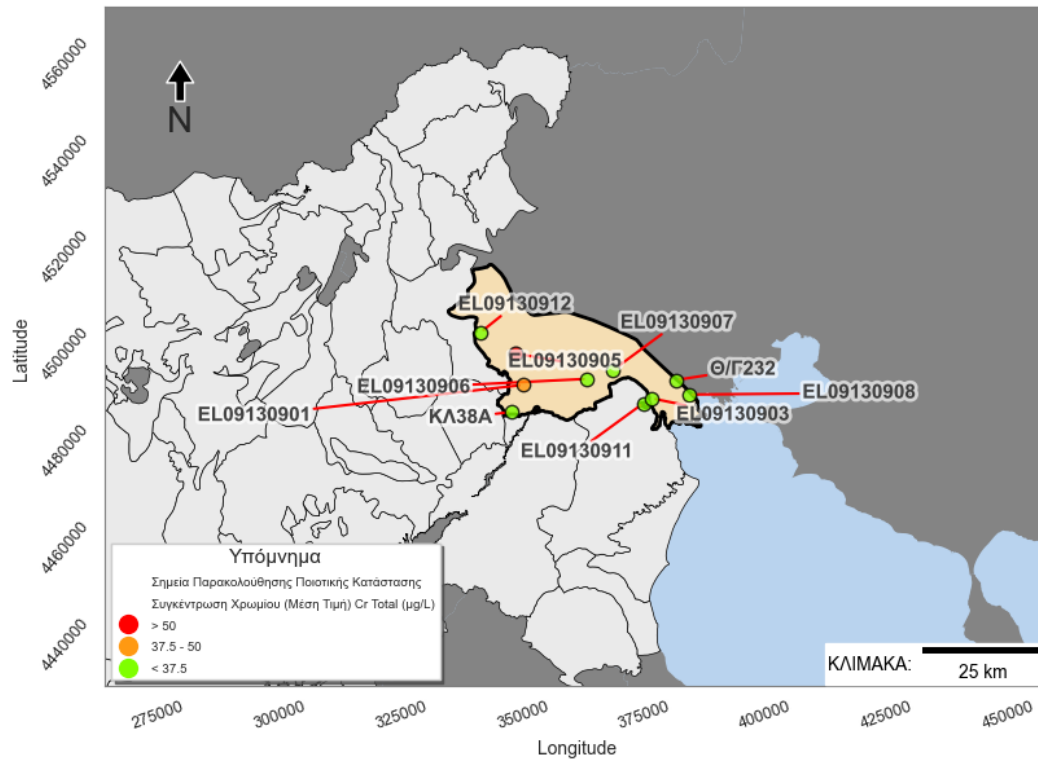 4560000
4540000
4520000
4500000
4480000
4460000
4440000
Latitude
N
EL09130912
EL09130907
EL09130905
Θ/Γ232
EL09130906
EL09130908
EL09130901
ΚΛ38Α
EL09130903
EL09130911
Υπόμνημα
Σημεία Παρακολούθησης Ποιοτικής Κατάστασης
Συγκέντρωση Χρωμίου (Μέση Τιμή) Cr Total (μg/L)
> 50
37.5 - 50
< 37.5
ΚΛΙΜΑΚΑ:
25 km
275000
300000
325000
350000
375000
400000
425000
450000
Longitude